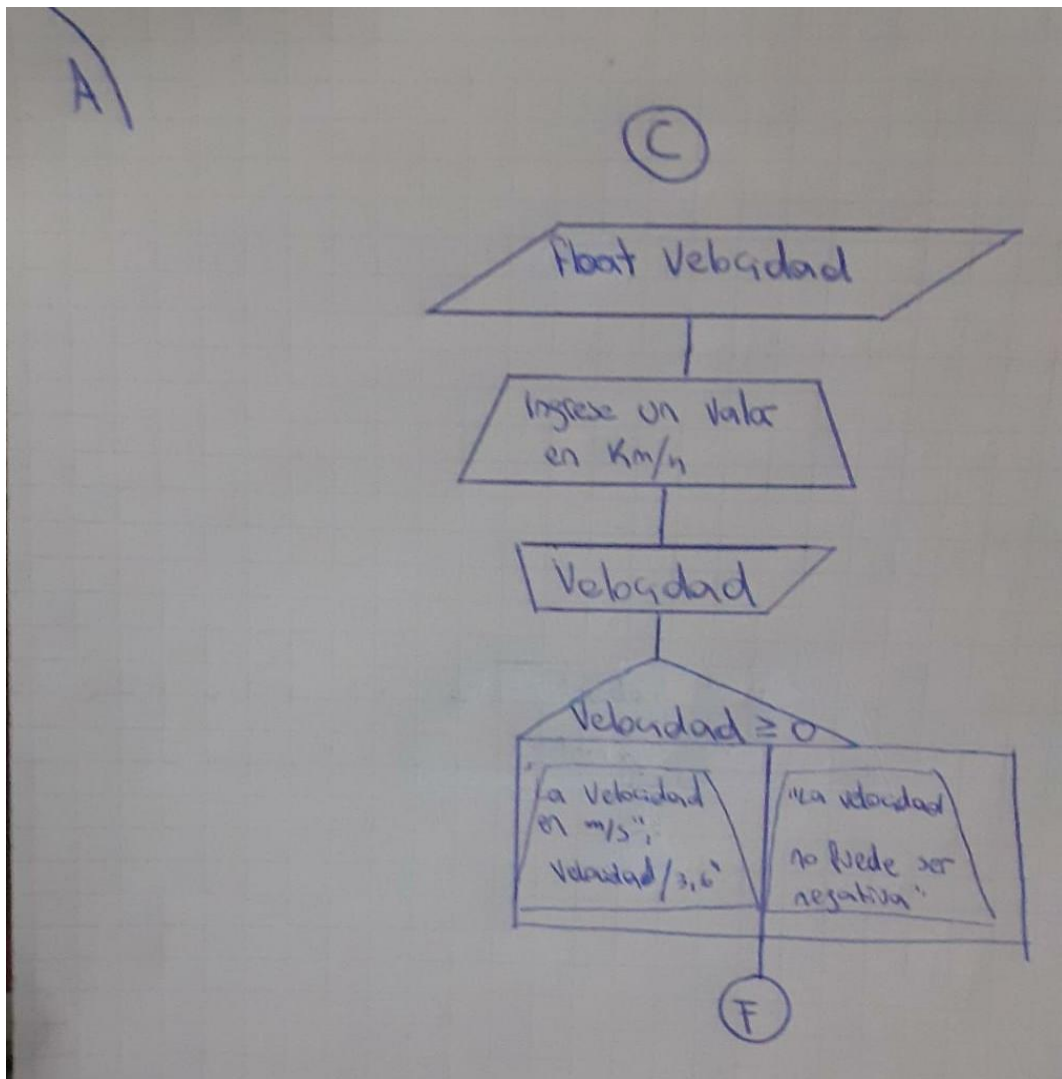 A
C
Float Velocidad
Ingrese un valor
en Km/h
Velocidad
Velocidad ≥ 0
"La Velocidad
en m/s",
Velocidad/3,6
"La velocidad
no puede ser
negativa"
F